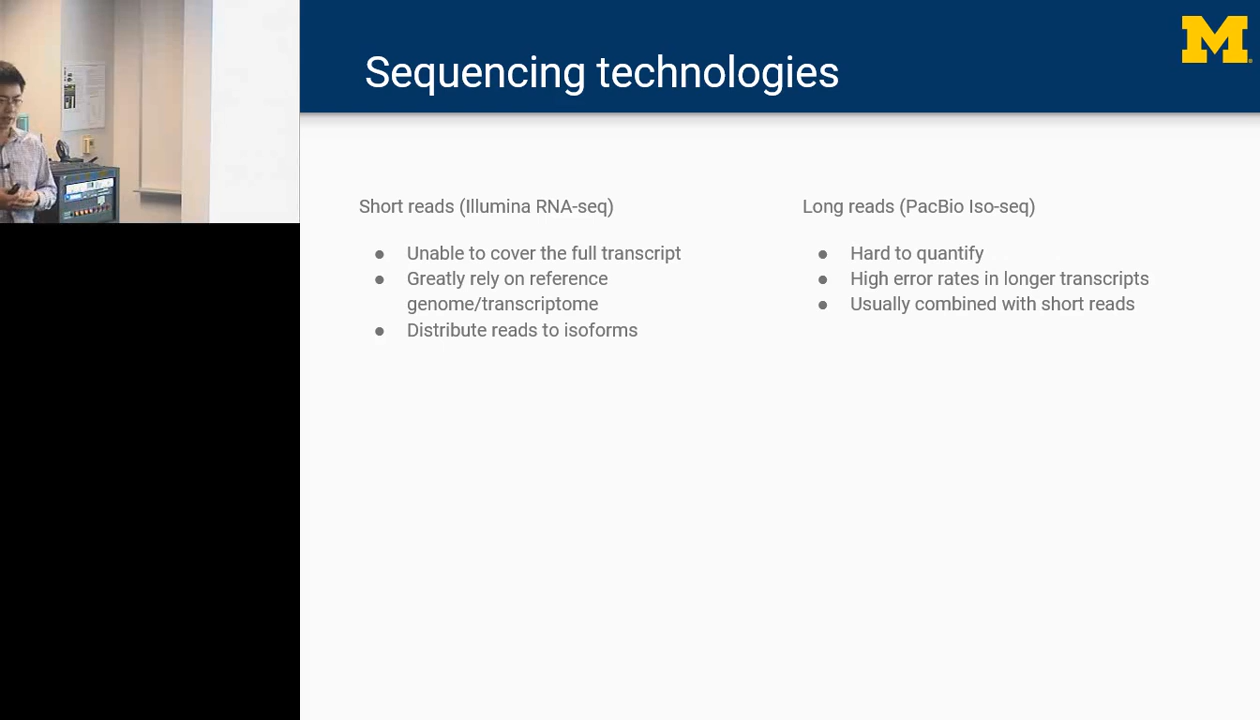 Sequencing technologies
M
Short reads (Illumina RNA-seq)
● Unable to cover the full transcript
● Greatly rely on reference
genome/transcriptome
● Distribute reads to isoforms
Long reads (PacBio Iso-seq)
● Hard to quantify
● High error rates in longer transcripts
● Usually combined with short reads